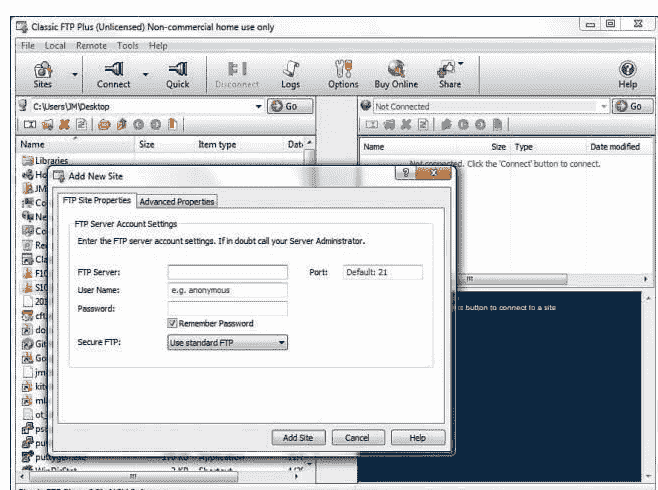 Classic FTP Plus (Unlicensed) Non-commercial home use only
File Local Remote Tools Help
Sites Connect Quick Disconnect Logs Options Buy Online Share Help
C:\Users\JM\Desktop Go Not Connected Go
Name Size Item type Dat
Name Size Type Date modified
Libraries
Not connected. Click the 'Connect' button to connect.
Add New Site
FTP Site Properties Advanced Properties
FTP Server Account Settings
Enter the FTP server account settings. If in doubt call your Server Administrator.
FTP Server: Port: Default: 21
User Name: e.g. anonymous
Password:
Remember Password
Secure FTP: Use standard FTP
button to connect to a site
Add Site Cancel Help